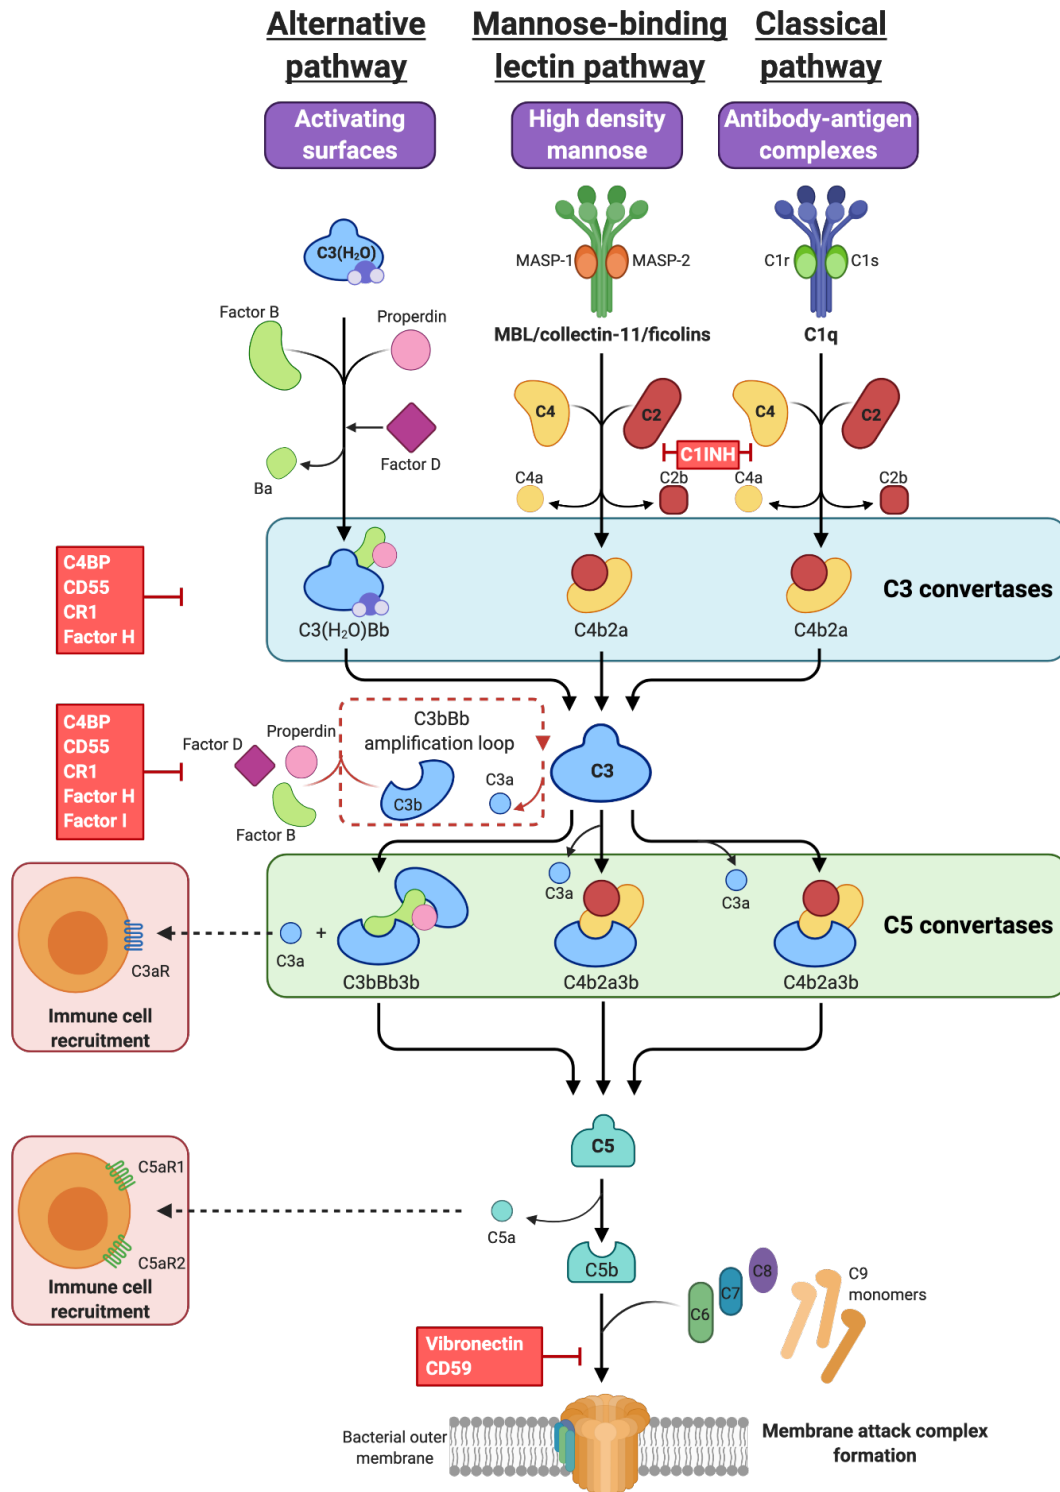 Alternative
pathway
Mannose-binding
lectin pathway
Classical
pathway
Activating
surfaces
High density
mannose
Antibody-antigen
complexes
C3(H₂O)
MASP-1
MASP-2
C1r
C1s
Factor B
Properdin
MBL/collectin-11/ficolins
C1q
C4
C2
C4
C2
C1INH
Factor D
Ba
C4a
C2b
C4a
C2b
C4BP
CD55
CR1
Factor H
C3 convertases
C3(H₂O)Bb
C4b2a
C4b2a
C4BP
CD55
CR1
Factor H
Factor I
Factor D
Properdin
Factor B
C3bBb
amplification loop
C3b
C3a
C3
C3a
C3a
C5 convertases
C3aR
Immune cell
recruitment
C3a
+
C3bBb3b
C4b2a3b
C4b2a3b
C5
C5aR1
C5aR2
Immune cell
recruitment
C5a
C5b
C6
C7
C8
C9
monomers
Vibronectin
CD59
Bacterial outer
membrane
Membrane attack complex
formation